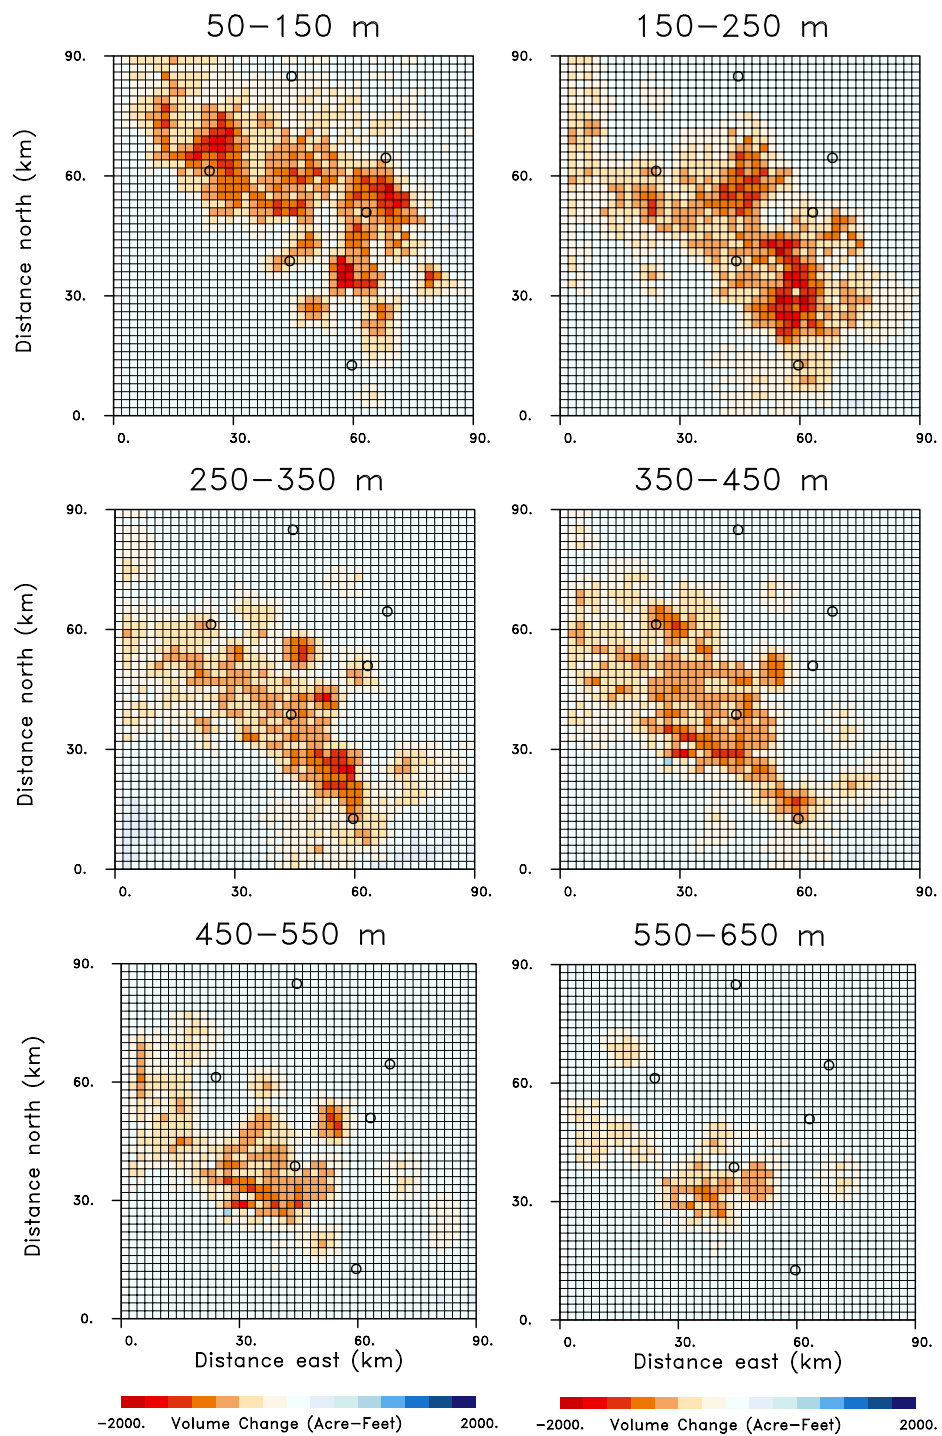 50-150 m
150-250 m
90.
60.
30.
0.
Distance north (km)
0. 30. 60. 90.
90.
60.
30.
0.
0. 30. 60. 90.
250-350 m
350-450 m
90.
60.
30.
0.
Distance north (km)
0. 30. 60. 90.
90.
60.
30.
0.
0. 30. 60. 90.
450-550 m
550-650 m
90.
60.
30.
0.
Distance north (km)
0. 30. 60. 90.
Distance east (km)
90.
60.
30.
0.
0. 30. 60. 90.
Distance east (km)
-2000. Volume Change (Acre-Feet) 2000.
-2000. Volume Change (Acre-Feet) 2000.